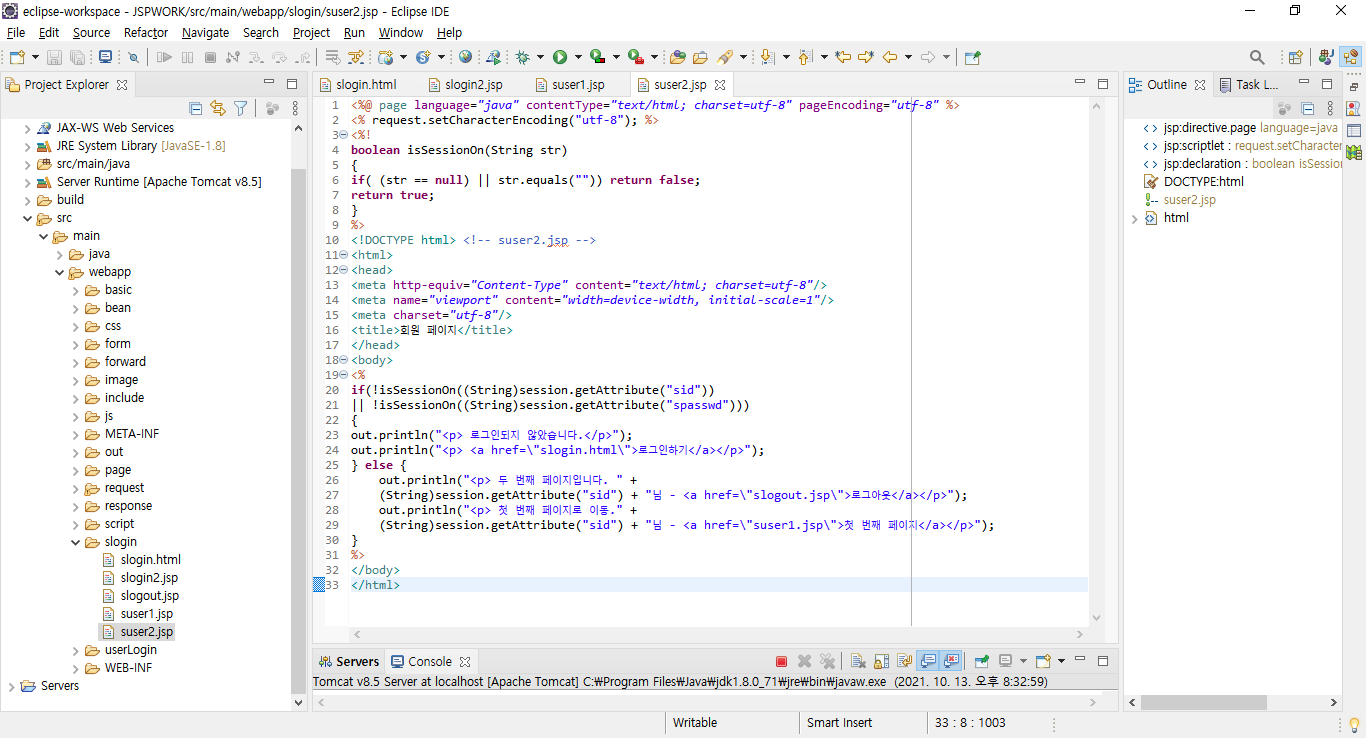 eclipse-workspace - JSPWORK/src/main/webapp/slogin/suser2.jsp - Eclipse IDE
File Edit Source Refactor Navigate Search Project Run Window Help
Project Explorer
JAX-WS Web Services
JRE System Library [JavaSE-1.8]
src/main/java
Server Runtime [Apache Tomcat v8.5]
build
src
main
java
webapp
basic
bean
css
form
forward
image
include
js
META-INF
out
page
request
response
script
slogin
slogin.html
slogin2.jsp
slogout.jsp
suser1.jsp
suser2.jsp
userLogin
WEB-INF
Servers
slogin.html slogin2.jsp suser1.jsp suser2.jsp
1 <%@ page language="java" contentType="text/html; charset=utf-8" pageEncoding="utf-8" %>
2 <% request.setCharacterEncoding("utf-8"); %>
3 <%!
4 boolean isSessionOn(String str)
5 {
6 if( (str == null) || str.equals("")) return false;
7 return true;
8 }
9 %>
10 <!DOCTYPE html> <!-- suser2.jsp -->
11 <html>
12 <head>
13 <meta http-equiv="Content-Type" content="text/html; charset=utf-8"/>
14 <meta name="viewport" content="width=device-width, initial-scale=1"/>
15 <meta charset="utf-8"/>
16 <title>회원 페이지</title>
17 </head>
18 <body>
19 <%
20 if(!isSessionOn((String)session.getAttribute("sid"))
21 || !isSessionOn((String)session.getAttribute("spasswd")))
22 {
23 out.println("<p> 로그인되지 않았습니다.</p>");
24 out.println("<p> <a href=\"slogin.html\">로그인하기</a></p>");
25 } else {
26 out.println("<p> 두 번째 페이지입니다. " +
27 (String)session.getAttribute("sid") + "님 - <a href=\"slogout.jsp\">로그아웃</a></p>");
28 out.println("<p> 첫 번째 페이지로 이동." +
29 (String)session.getAttribute("sid") + "님 - <a href=\"suser1.jsp\">첫 번째 페이지</a></p>");
30 }
31 %>
32 </body>
33 </html>
Outline Task L...
jsp:directive.page language=java
jsp:scriptlet : request.setCharacter
jsp:declaration : boolean isSession
DOCTYPE:html
suser2.jsp
html
Servers Console
Tomcat v8.5 Server at localhost [Apache Tomcat] C:₩Program Files₩Java₩jdk1.8.0_71₩jre₩bin₩javaw.exe (2021. 10. 13. 오후 8:32:59)
Writable Smart Insert 33 : 8 : 1003